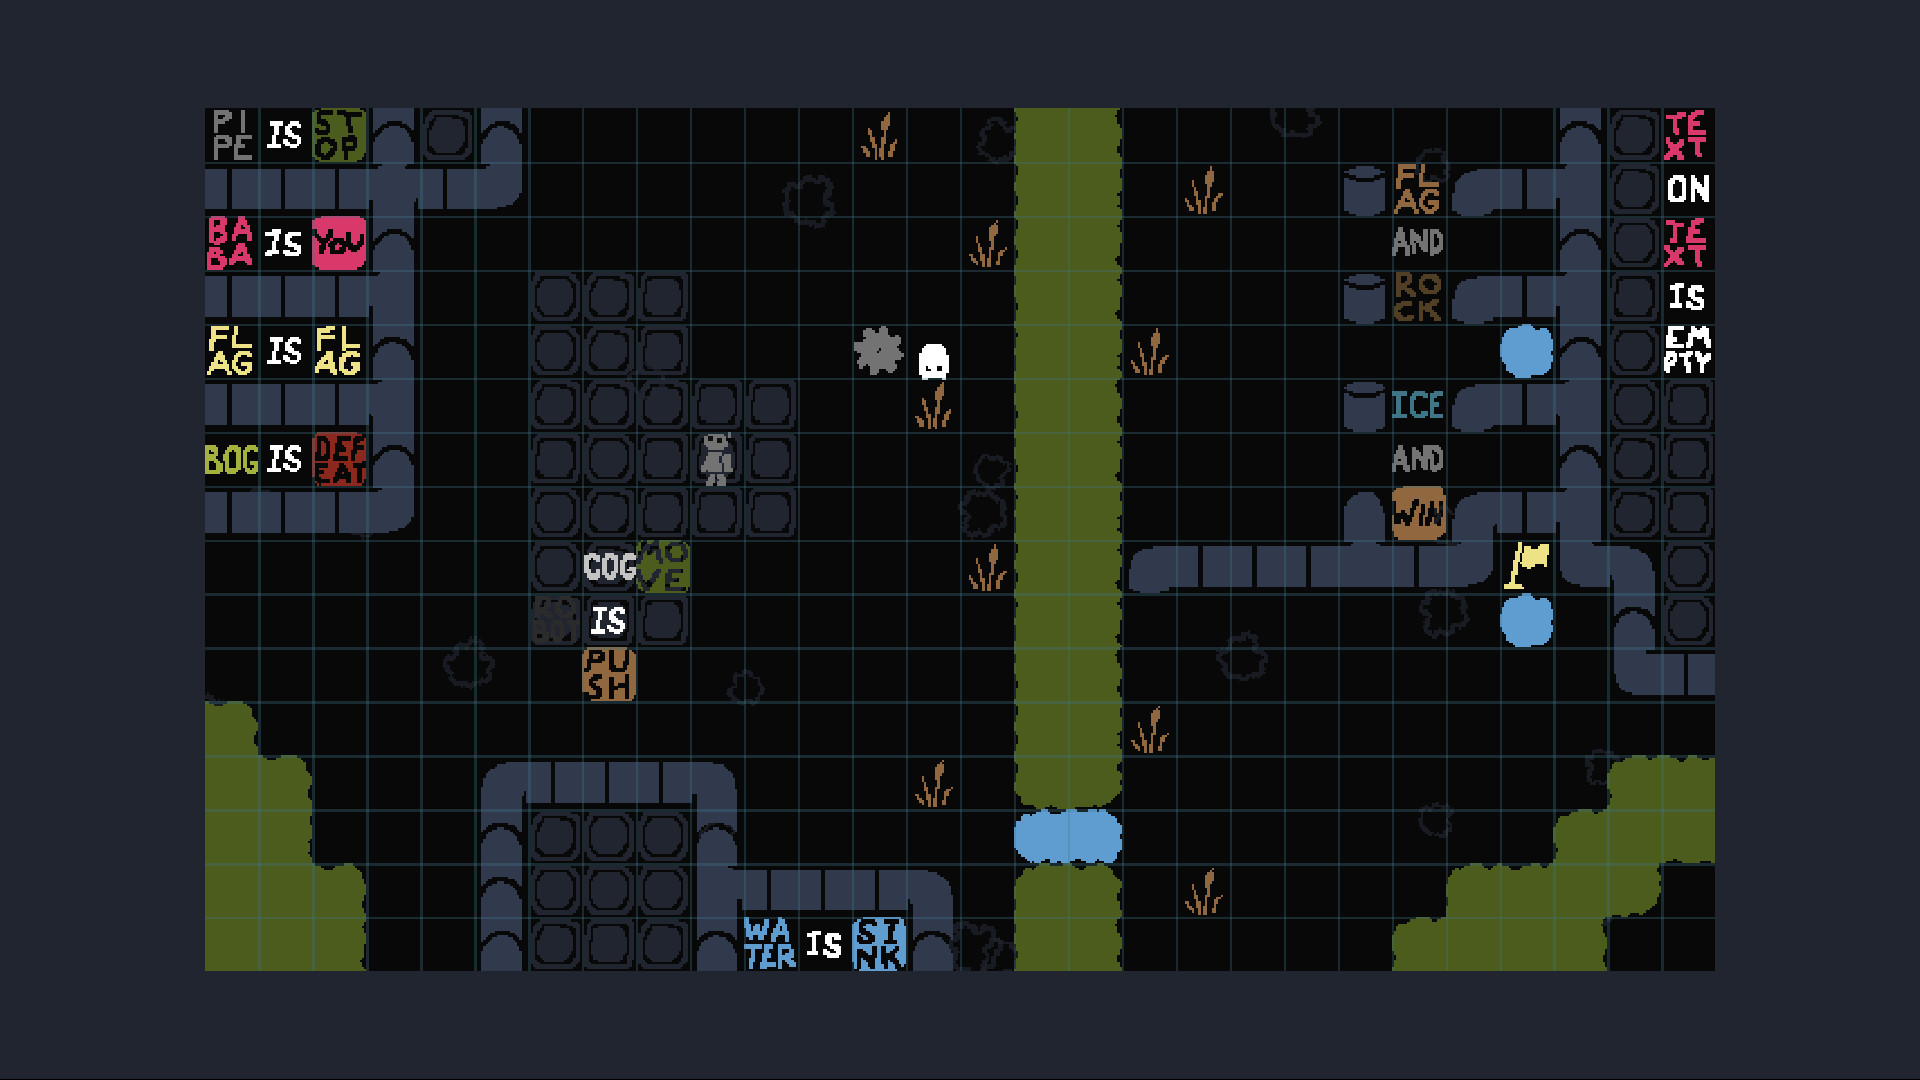 PIPE IS STOP
BABA IS YOU
FLAG IS FLAG
BOG IS DEFEAT
COG MOVE
ROBOT IS
PUSH
WATER IS SINK
FLAG
AND
ROCK
ICE
AND
WIN
TEXT
ON
TEXT
IS
EMPTY